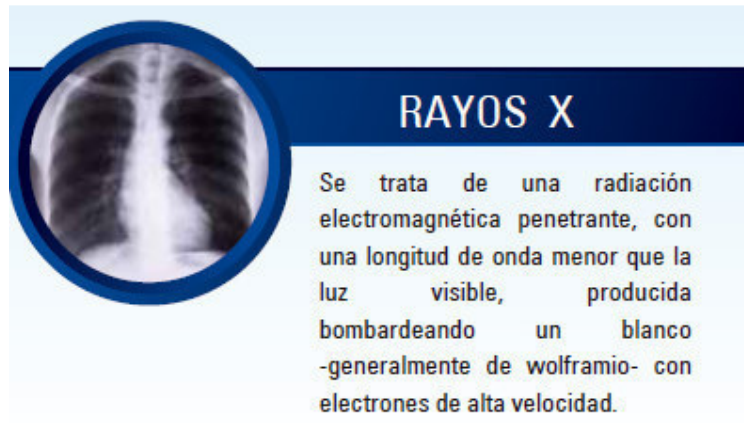 RAYOS X
Se trata de una radiación
electromagnética penetrante, con
una longitud de onda menor que la
luz visible, producida
bombardeando un blanco
-generalmente de wolframio- con
electrones de alta velocidad.